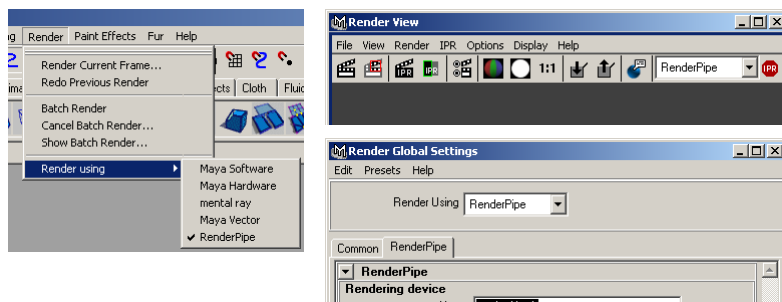 Render Paint Effects Fur Help
Render Current Frame...
Redo Previous Render
Batch Render
Cancel Batch Render...
Show Batch Render...
Render using
Maya Software
Maya Hardware
mental ray
Maya Vector
RenderPipe
Cloth
Render View
File View Render IPR Options Display Help
IPR IPR 1:1 RenderPipe IPR
Render Global Settings
Edit Presets Help
Render Using RenderPipe
Common RenderPipe
RenderPipe
Rendering device